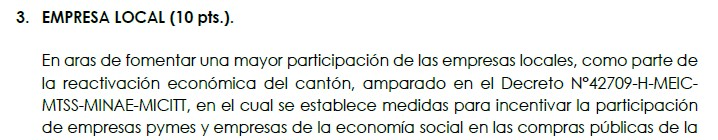 3. EMPRESA LOCAL (10 pts.).
En aras de fomentar una mayor participación de las empresas locales, como parte de
la reactivación económica del cantón, amparado en el Decreto N°42709-H-MEIC-
MTSS-MINAE-MICITT, en el cual se establece medidas para incentivar la participación
de empresas pymes y empresas de la economía social en las compras públicas de la